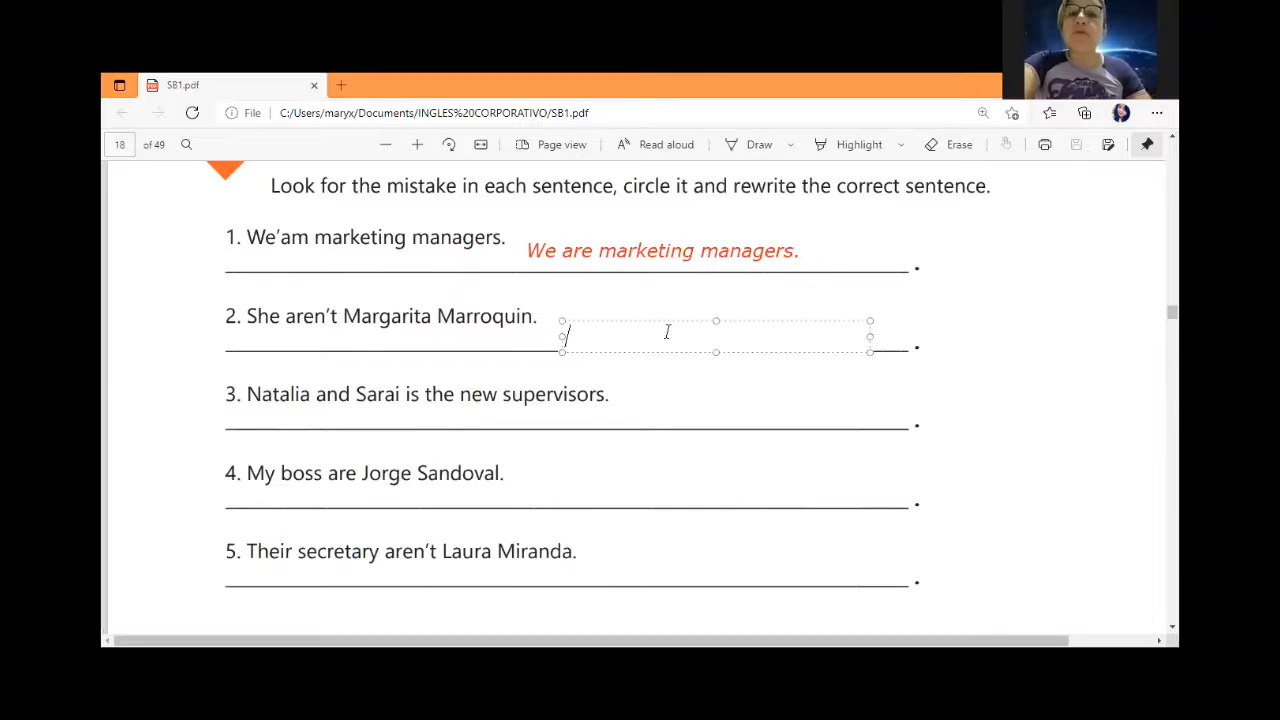 SB1.pdf
File C:/Users/maryx/Documents/INGLES%20CORPORATIVO/SB1.pdf
18 of 49 Page view Read aloud Draw Highlight Erase
Look for the mistake in each sentence, circle it and rewrite the correct sentence.
1. We'am marketing managers.
We are marketing managers.
2. She aren't Margarita Marroquin.
3. Natalia and Sarai is the new supervisors.
4. My boss are Jorge Sandoval.
5. Their secretary aren't Laura Miranda.